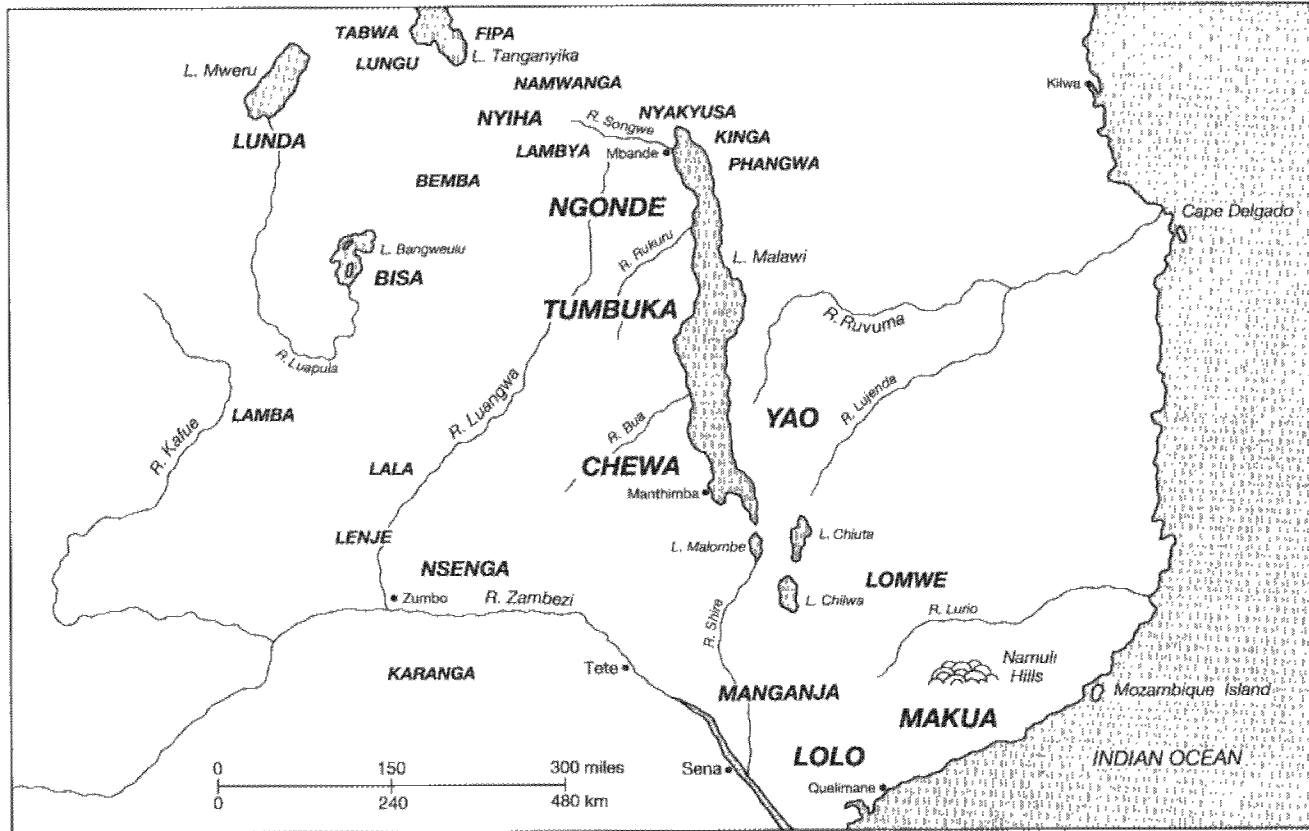 TABWA
FIPA
LUNGU
L. Tanganyika
L. Mweru
NAMWANGA
Kilwa
NYIHA
R. Songwe
NYAKYUSA
LUNDA
KINGA
LAMBYA
Mbande
PHANGWA
BEMBA
NGONDE
Cape Delgado
R. Rukuru
L. Bangweulu
L. Malawi
BISA
TUMBUKA
R. Ruvuma
R. Luapula
R. Luangwa
R. Lujenda
LAMBA
YAO
R. Kafue
R. Bua
LALA
CHEWA
Manthimba
LENJE
L. Malombe
L. Chiuta
NSENGA
LOMWE
Zumbo
R. Zambezi
L. Chilwa
R. Lurio
R. Shire
KARANGA
Tete
Namuli
Hills
MANGANJA
Mozambique Island
MAKUA
LOLO
INDIAN OCEAN
0 150 300 miles
0 240 480 km
Sena
Quelimane